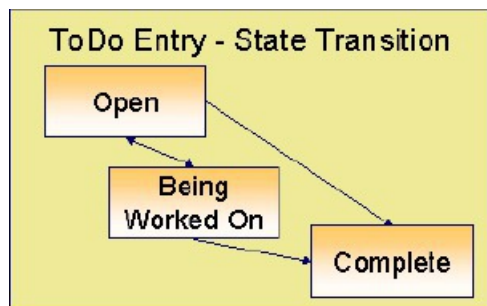 ToDo Entry - State Transition
Open
Being
Worked On
Complete